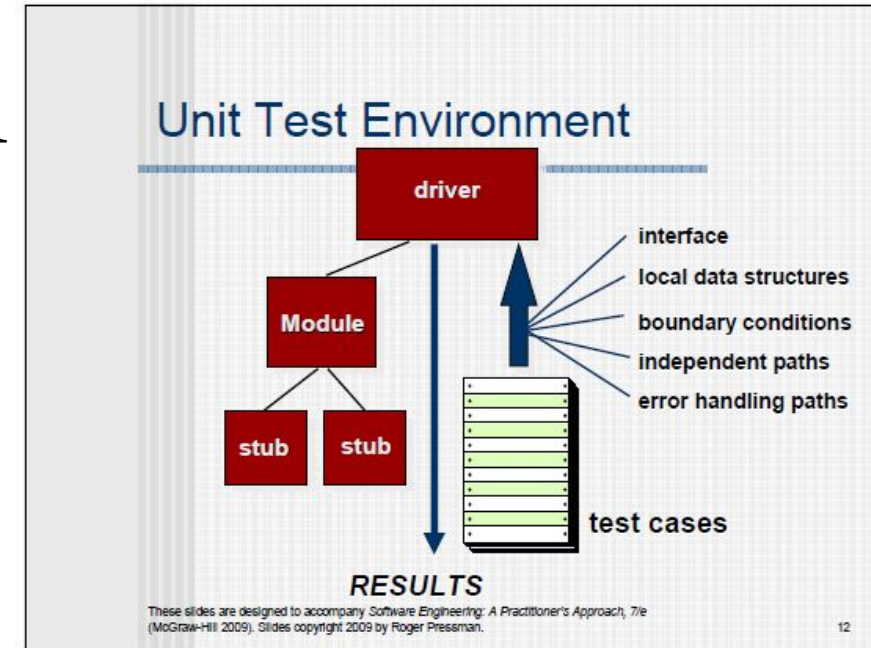 Unit Test Environment
driver
interface
local data structures
Module
boundary conditions
independent paths
error handling paths
stub
stub
test cases
RESULTS
These slides are designed to accompany Software Engineering: A Practitioner's Approach, 7/e
(McGraw-Hill 2009). Slides copyright 2009 by Roger Pressman.
12